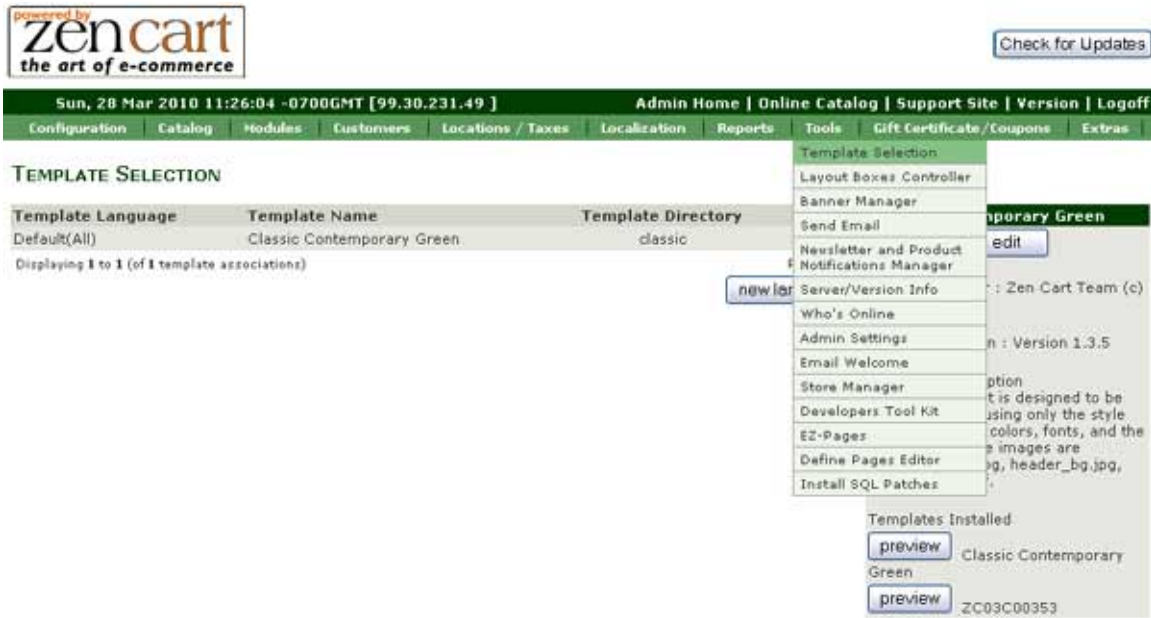 powered by
zen cart
the art of e-commerce
Check for Updates
Sun, 28 Mar 2010 11:26:04 -0700GMT [99.30.231.49 ]
Admin Home | Online Catalog | Support Site | Version | Logoff
Configuration | Catalog | Modules | Customers | Locations / Taxes | Localization | Reports | Tools | Gift Certificate/Coupons | Extras
TEMPLATE SELECTION
Template Language Template Name Template Directory
Default(All) Classic Contemporary Green classic
Displaying 1 to 1 (of 1 template associations)
new lan
Template Selection
Layout Boxes Controller
Banner Manager
Send Email
Newsletter and Product
Notifications Manager
Server/Version Info
Who's Online
Admin Settings
Email Welcome
Store Manager
Developers Tool Kit
EZ-Pages
Define Pages Editor
Install SQL Patches
mporary Green
edit
: Zen Cart Team (c)
n : Version 1.3.5
ption
t is designed to be
using only the style
colors, fonts, and the
e images are
pg, header_bg.jpg,
Templates Installed
preview Classic Contemporary
Green
preview ZC03C00353